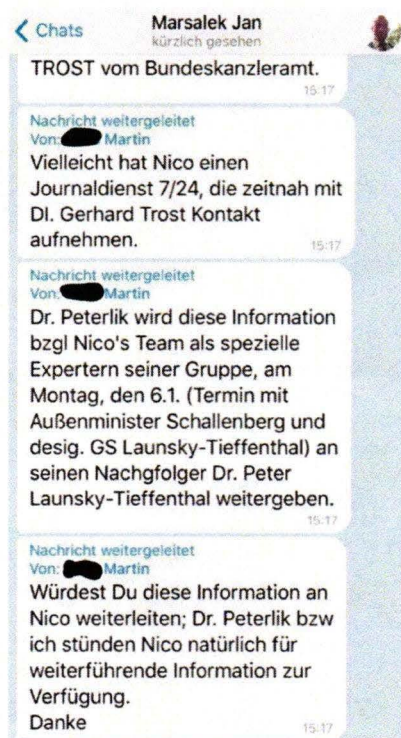 Chats
Marsalek Jan
kürzlich gesehen
TROST vom Bundeskanzleramt.
15:17
Nachricht weitergeleitet
Von: Martin
Vielleicht hat Nico einen
Journaldienst 7/24, die zeitnah mit
DI. Gerhard Trost Kontakt
aufnehmen.
15:17
Nachricht weitergeleitet
Von: Martin
Dr. Peterlik wird diese Information
bzgl Nico's Team als spezielle
Expertern seiner Gruppe, am
Montag, den 6.1. (Termin mit
Außenminister Schallenberg und
desig. GS Launsky-Tieffenthal) an
seinen Nachgfolger Dr. Peter
Launsky-Tieffenthal weitergeben.
15:17
Nachricht weitergeleitet
Von: Martin
Würdest Du diese Information an
Nico weiterleiten; Dr. Peterlik bzw
ich stünden Nico natürlich für
weiterführende Information zur
Verfügung.
Danke
15:17